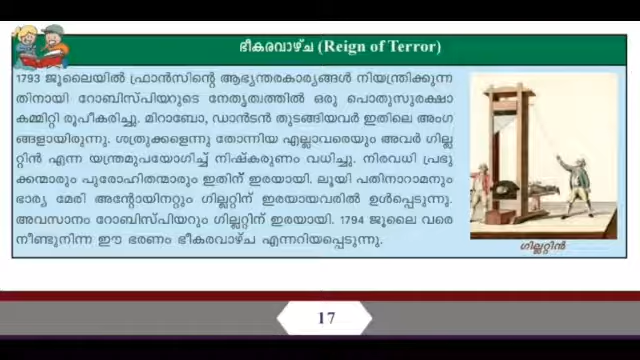 ഭീകരവാഴ്ച (Reign of Terror)
1793 ജൂലൈയിൽ ഫ്രാൻസിന്റെ ആഭ്യന്തരകാര്യങ്ങൾ നിയന്ത്രിക്കുന്ന
തിനായി റോബിസ്പിയറുടെ നേതൃത്വത്തിൽ ഒരു പൊതുസുരക്ഷാ
കമ്മിറ്റി രൂപീകരിച്ചു. മിറാബോ, ഡാൻടൻ തുടങ്ങിയവർ ഇതിലെ അംഗ
ങ്ങളായിരുന്നു. ശത്രുക്കളെന്നു തോന്നിയ എല്ലാവരെയും അവർ ഗില്ല
റ്റിൻ എന്ന യന്ത്രമുപയോഗിച്ച് നിഷ്കരുണം വധിച്ചു. നിരവധി പ്രഭു
ക്കന്മാരും പുരോഹിതന്മാരും ഇതിന് ഇരയായി. ലൂയി പതിനാറാമനും
ഭാര്യ മേരി അന്റോയിനറ്റും ഗില്ലറ്റിന് ഇരയായവരിൽ ഉൾപ്പെടുന്നു.
അവസാനം റോബിസ്പിയറും ഗില്ലറ്റിന് ഇരയായി. 1794 ജൂലൈ വരെ
നീണ്ടുനിന്ന ഈ ഭരണം ഭീകരവാഴ്ച എന്നറിയപ്പെടുന്നു.
ഗില്ലറ്റിൻ
17